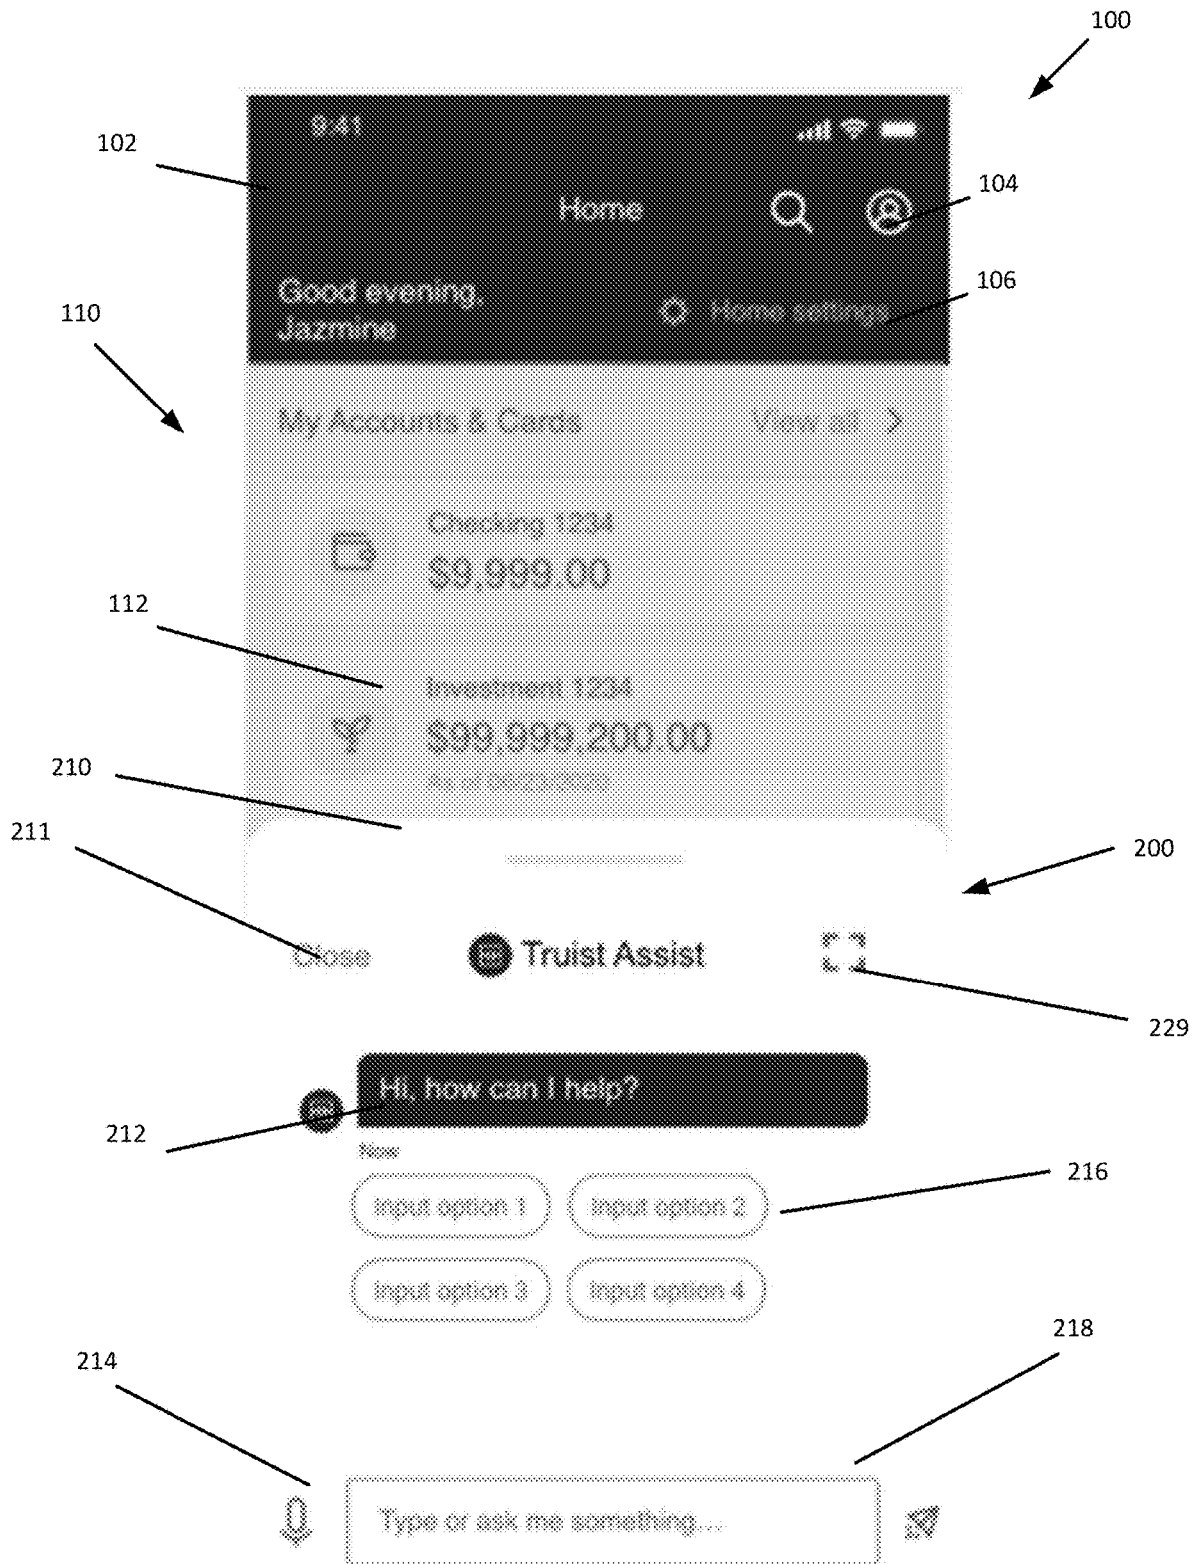 100
9:41
102
Home
104
Good evening,
Jazmine
Home settings
106
110
My Accounts & Cards
View all
Checking 1234
$9,999.00
112
Investment 1234
$99,999,200.00
As of
210
211
200
Close
Truist Assist
229
Hi, how can I help?
212
Now
216
Input option 1
Input option 2
Input option 3
Input option 4
218
214
Type or ask me something...